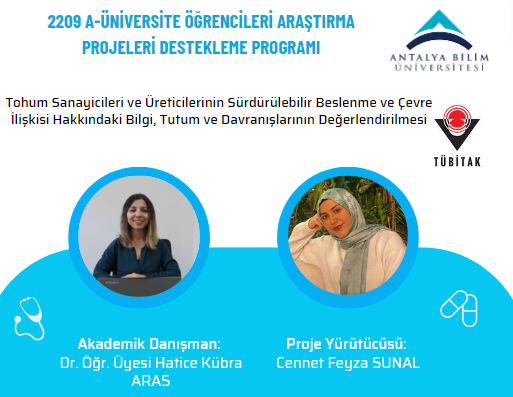 2209 A-ÜNİVERSİTE ÖĞRENCİLERİ ARAŞTIRMA
PROJELERİ DESTEKLEME PROGRAMI
ANTALYA BİLİM
ÜNİVERSİTESİ
Tohum Sanayicileri ve Üreticilerinin Sürdürülebilir Beslenme ve Çevre
İlişkisi Hakkındaki Bilgi, Tutum ve Davranışlarının Değerlendirilmesi
TÜBİTAK
Akademik Danışman:
Dr. Öğr. Üyesi Hatice Kübra
ARAS
Proje Yürütücüsü:
Cennet Feyza SUNAL